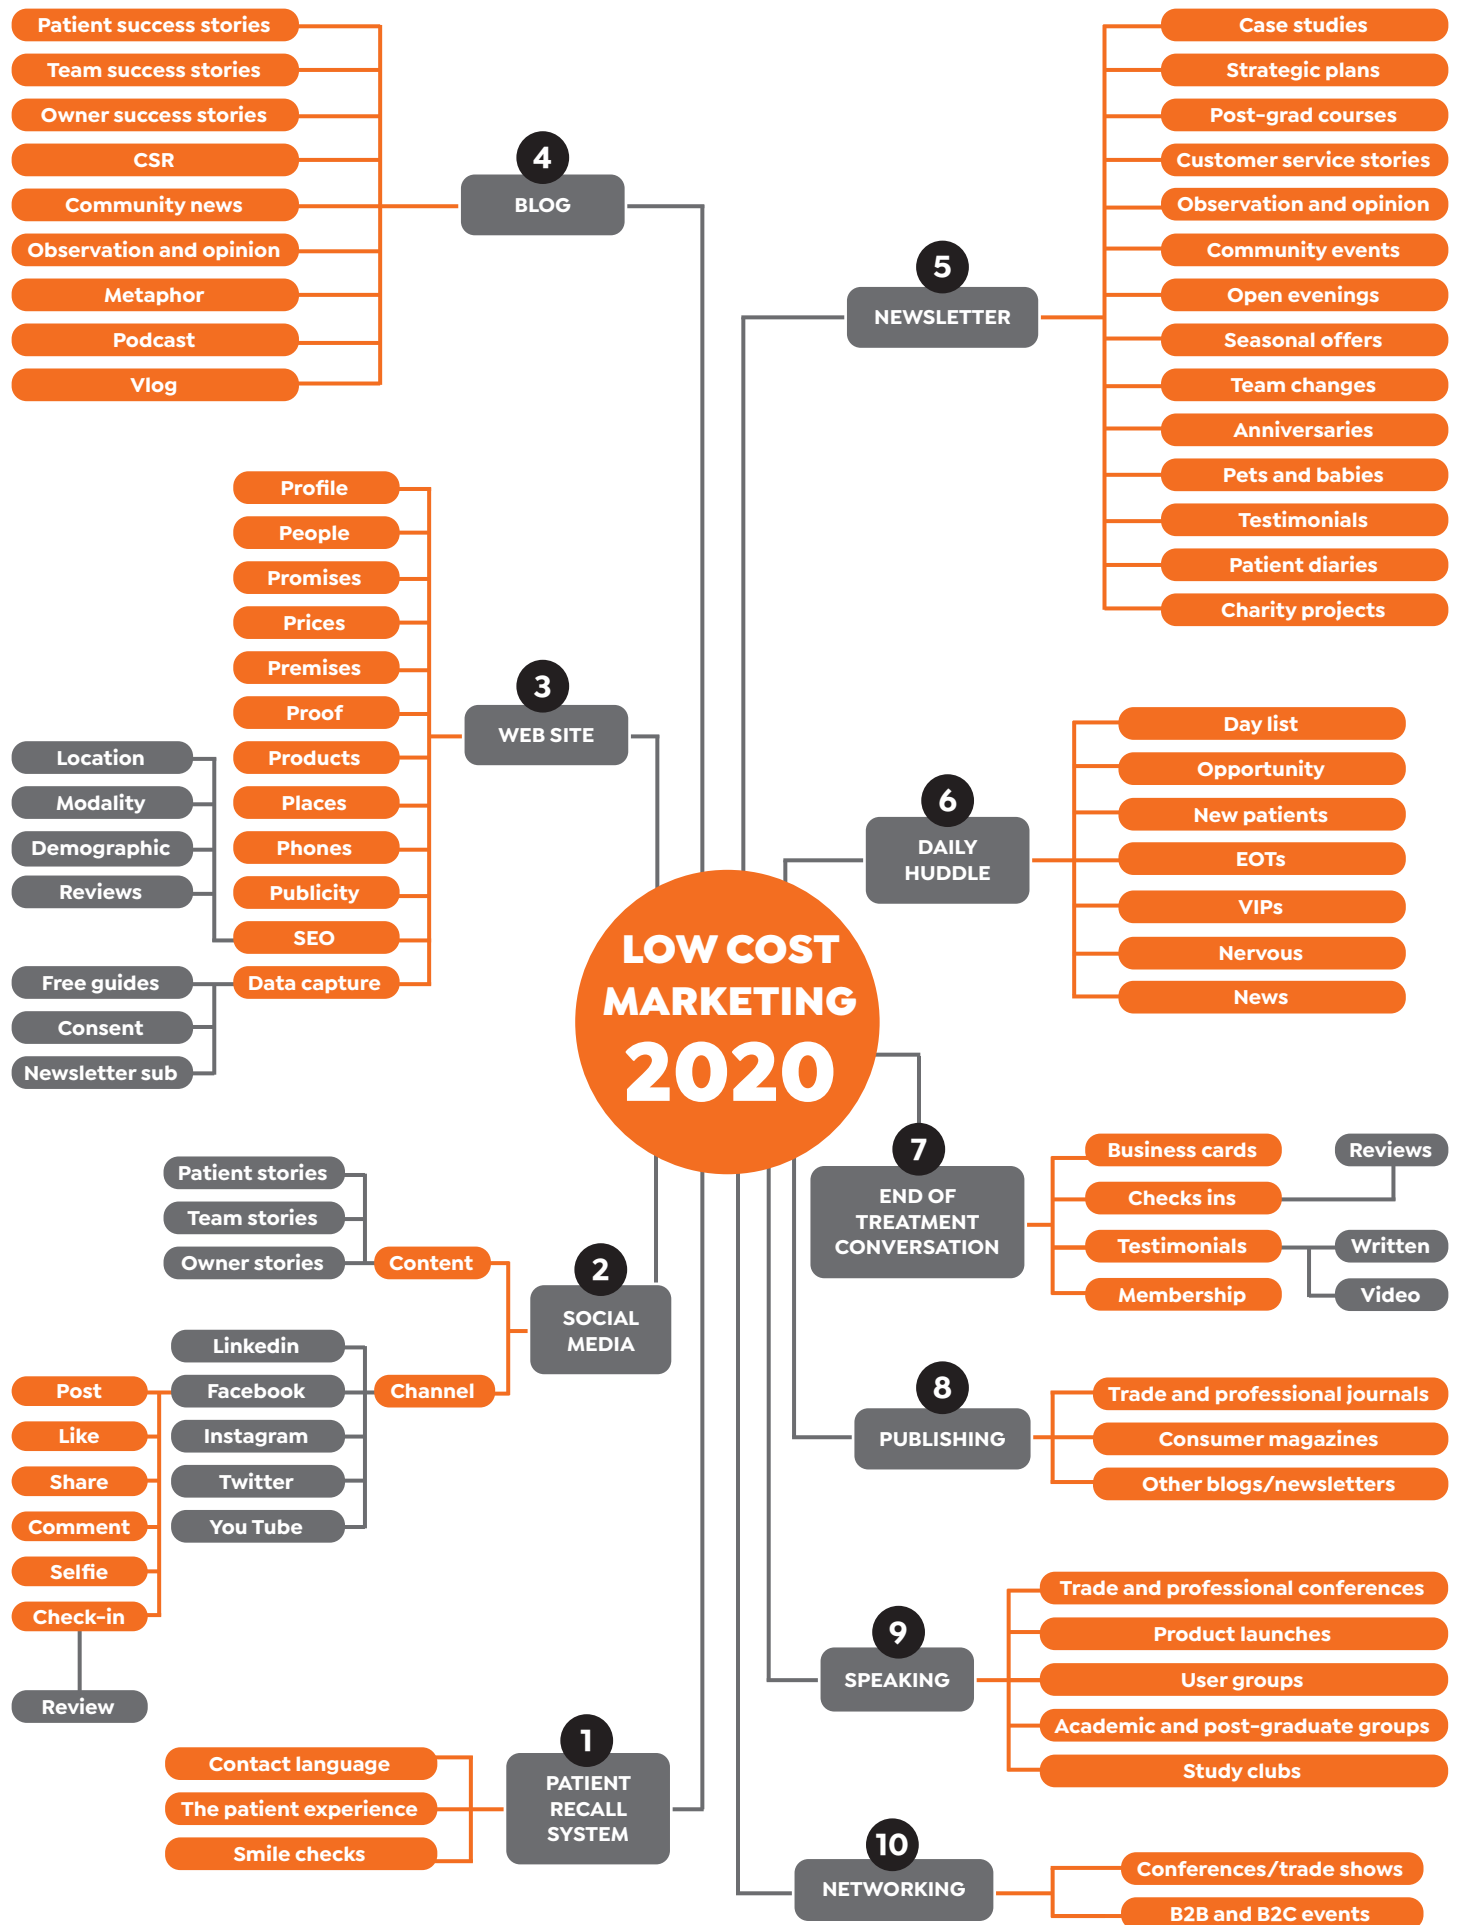 Patient success stories
Team success stories
Owner success stories
CSR
Community news
Observation and opinion
Metaphor
Podcast
Vlog
4
BLOG
Case studies
Strategic plans
Post-grad courses
Customer service stories
Observation and opinion
Community events
Open evenings
Seasonal offers
Team changes
Anniversaries
Pets and babies
Testimonials
Patient diaries
Charity projects
5
NEWSLETTER
Profile
People
Promises
Prices
Premises
Proof
Products
Places
Phones
Publicity
SEO
Data capture
3
WEB SITE
Location
Modality
Demographic
Reviews
Free guides
Consent
Newsletter sub
6
DAILY
HUDDLE
Day list
Opportunity
New patients
EOTs
VIPs
Nervous
News
LOW COST
MARKETING
2020
Patient stories
Team stories
Owner stories
Content
2
SOCIAL
MEDIA
Linkedin
Facebook
Instagram
Twitter
You Tube
Channel
Post
Like
Share
Comment
Selfie
Check-in
Review
7
END OF
TREATMENT
CONVERSATION
Business cards
Checks ins
Testimonials
Membership
Reviews
Written
Video
8
PUBLISHING
Trade and professional journals
Consumer magazines
Other blogs/newsletters
9
SPEAKING
Trade and professional conferences
Product launches
User groups
Academic and post-graduate groups
Study clubs
1
PATIENT
RECALL
SYSTEM
Contact language
The patient experience
Smile checks
10
NETWORKING
Conferences/trade shows
B2B and B2C events